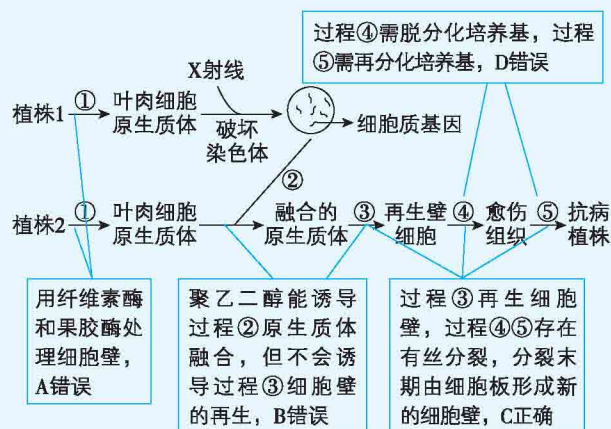 过程④需脱分化培养基，过程
⑤需再分化培养基，D错误
X射线
植株1
①
叶肉细胞
原生质体
破坏
染色体
细胞质基因
②
植株2
①
叶肉细胞
原生质体
融合的
原生质体
③
再生壁
细胞
④
愈伤
组织
⑤
抗病
植株
用纤维素酶
和果胶酶处
理细胞壁，
A错误
聚乙二醇能诱导
过程②原生质体
融合，但不会诱
导过程③细胞壁
的再生，B错误
过程③再生细胞
壁，过程④⑤存在
有丝分裂，分裂末
期由细胞板形成新
的细胞壁，C正确